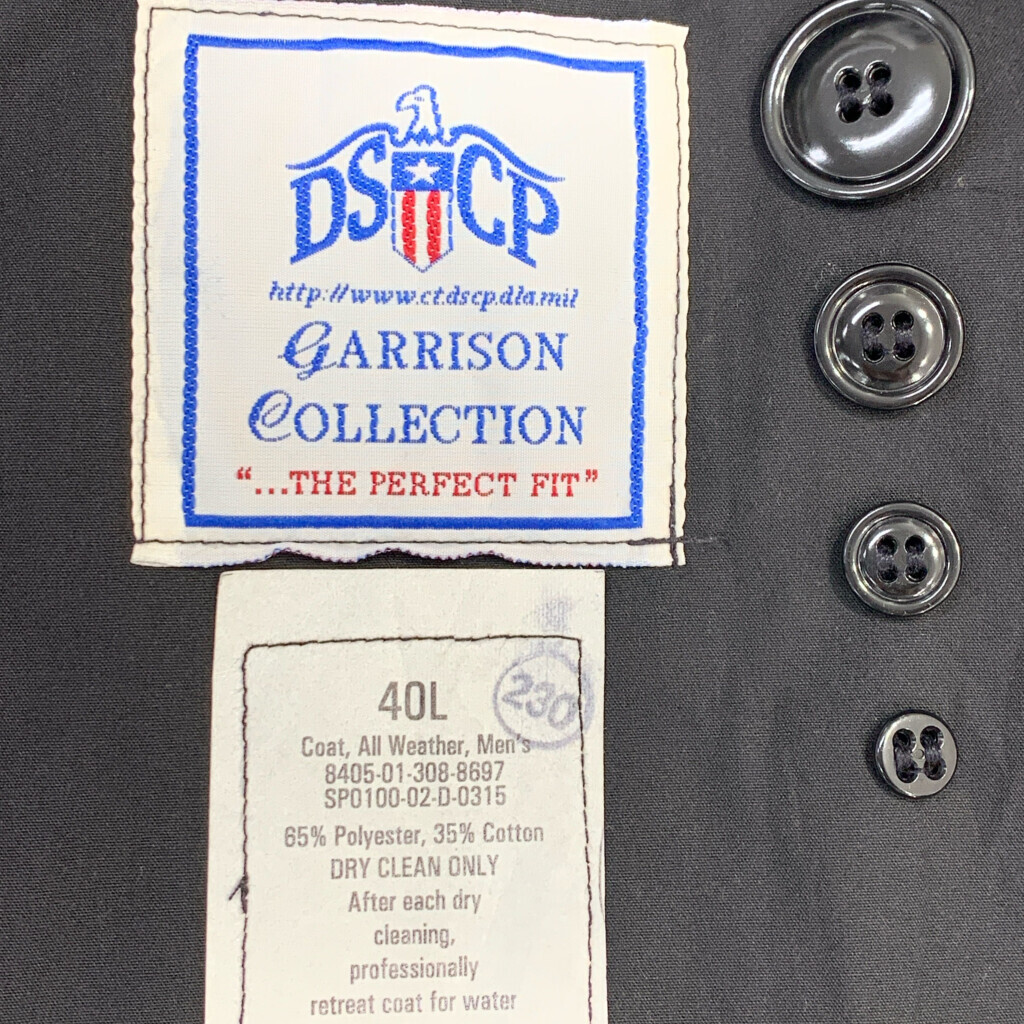 DSCP
http://www.ct.dscp.dla.mil
GARRISON
COLLECTION
“...THE PERFECT FIT”
230
40L
Coat, All Weather, Men's
8405-01-308-8697
SP0100-02-D-0315
65% Polyester, 35% Cotton
DRY CLEAN ONLY
After each dry
cleaning,
professionally
retreat coat for water